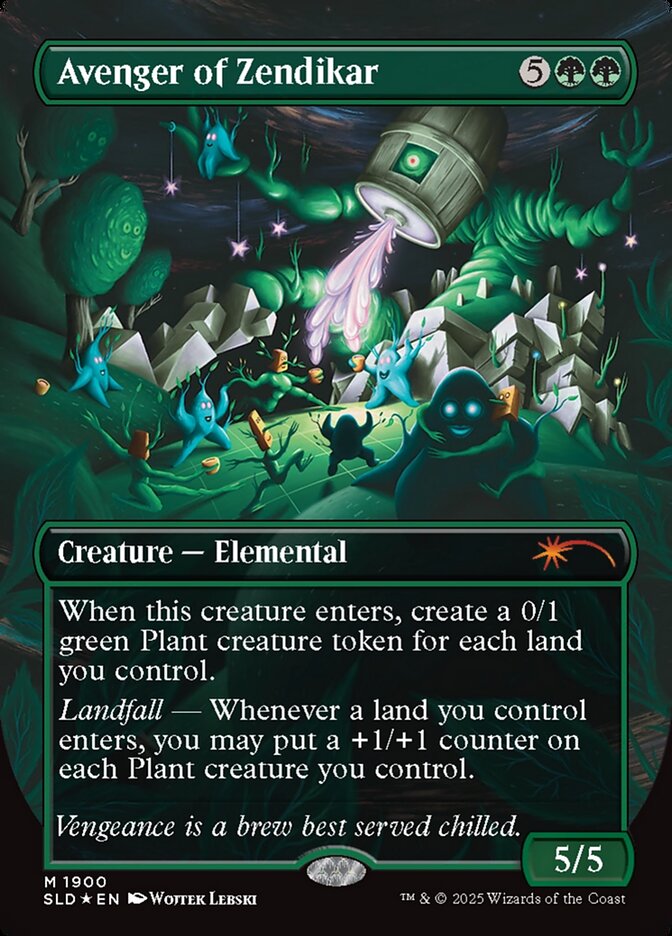 Avenger of Zendikar 5
Creature — Elemental
When this creature enters, create a 0/1
green Plant creature token for each land
you control.
Landfall — Whenever a land you control
enters, you may put a +1/+1 counter on
each Plant creature you control.
Vengeance is a brew best served chilled.
5/5
M 1900
SLD ★ EN Wojtek Lebski
™ & © 2025 Wizards of the Coast